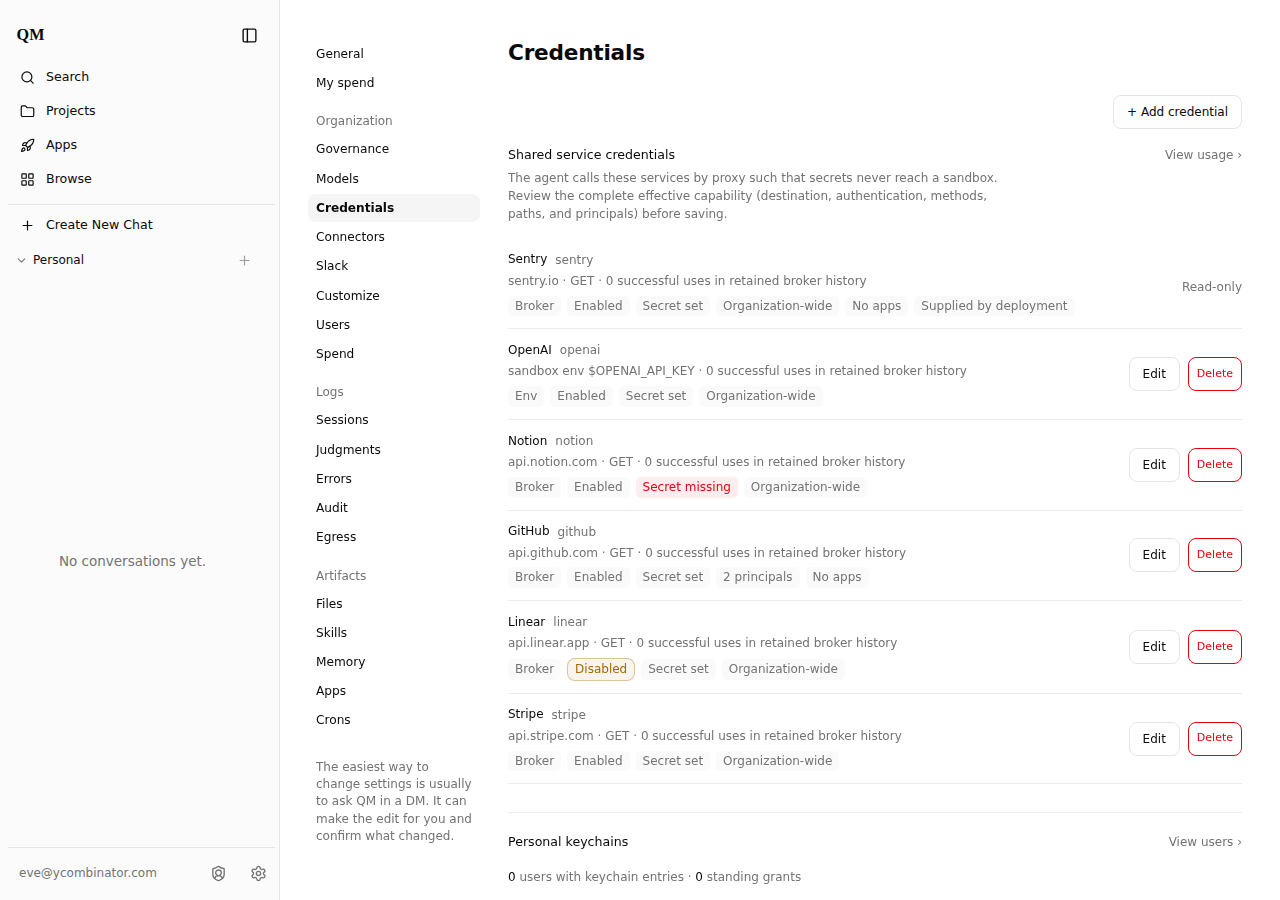 QM
Search
Projects
Apps
Browse
Create New Chat
Personal
No conversations yet.
eve@ycombinator.com
General
My spend
Organization
Governance
Models
Credentials
Connectors
Slack
Customize
Users
Spend
Logs
Sessions
Judgments
Errors
Audit
Egress
Artifacts
Files
Skills
Memory
Apps
Crons
The easiest way to
change settings is usually
to ask QM in a DM. It can
make the edit for you and
confirm what changed.
Credentials
+ Add credential
Shared service credentials View usage ›
The agent calls these services by proxy such that secrets never reach a sandbox.
Review the complete effective capability (destination, authentication, methods,
paths, and principals) before saving.
Sentry sentry
sentry.io · GET · 0 successful uses in retained broker history
Read-only
Broker Enabled Secret set Organization-wide No apps Supplied by deployment
OpenAI openai
sandbox env $OPENAI_API_KEY · 0 successful uses in retained broker history
Edit Delete
Env Enabled Secret set Organization-wide
Notion notion
api.notion.com · GET · 0 successful uses in retained broker history
Edit Delete
Broker Enabled Secret missing Organization-wide
GitHub github
api.github.com · GET · 0 successful uses in retained broker history
Edit Delete
Broker Enabled Secret set 2 principals No apps
Linear linear
api.linear.app · GET · 0 successful uses in retained broker history
Edit Delete
Broker Disabled Secret set Organization-wide
Stripe stripe
api.stripe.com · GET · 0 successful uses in retained broker history
Edit Delete
Broker Enabled Secret set Organization-wide
Personal keychains View users ›
0 users with keychain entries · 0 standing grants